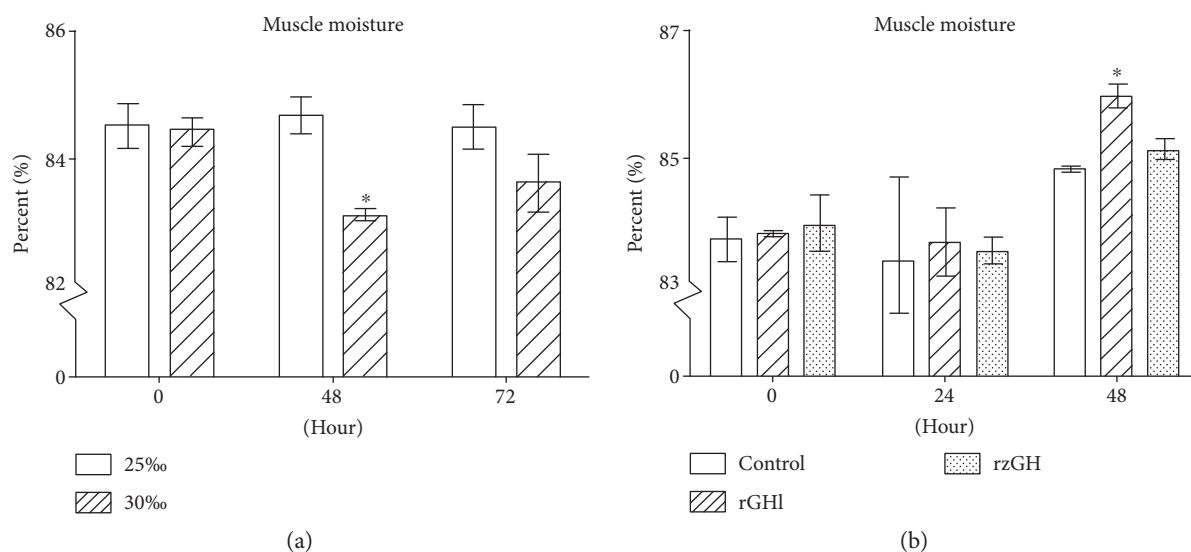 Muscle moisture
86
84
82
0
Percent (%)
*
0
48
72
(Hour)
25‰
30‰
(a)
Muscle moisture
87
85
83
0
Percent (%)
*
0
24
48
(Hour)
Control
rzGH
rGHl
(b)